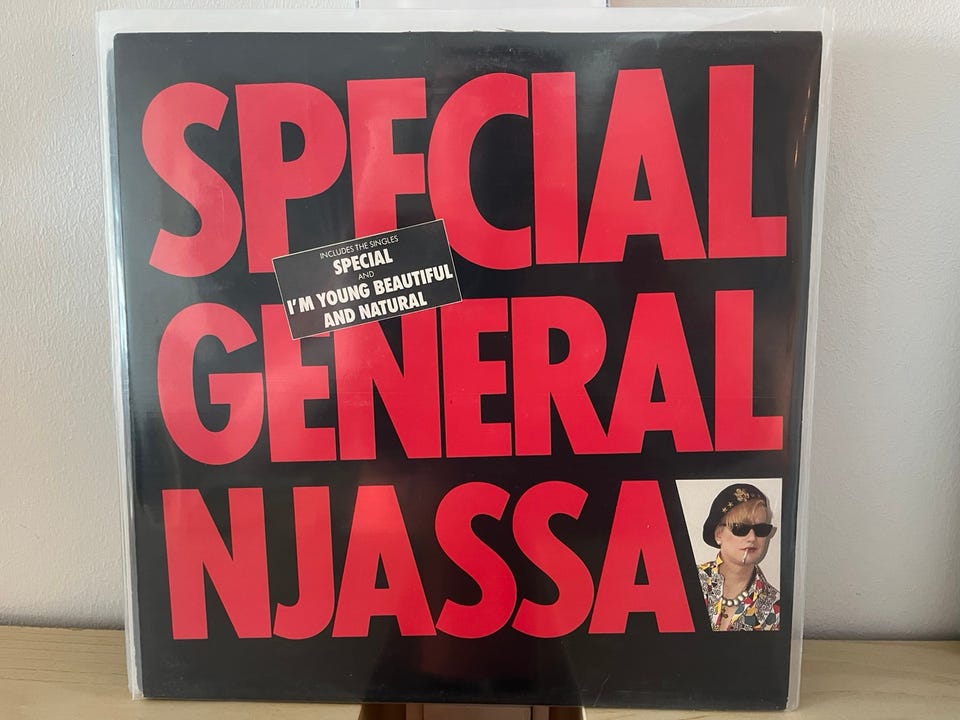 SPECIAL
INCLUDES THE SINGLES
SPECIAL
AND
I'M YOUNG BEAUTIFUL
AND NATURAL
GENERAL
NJASSA